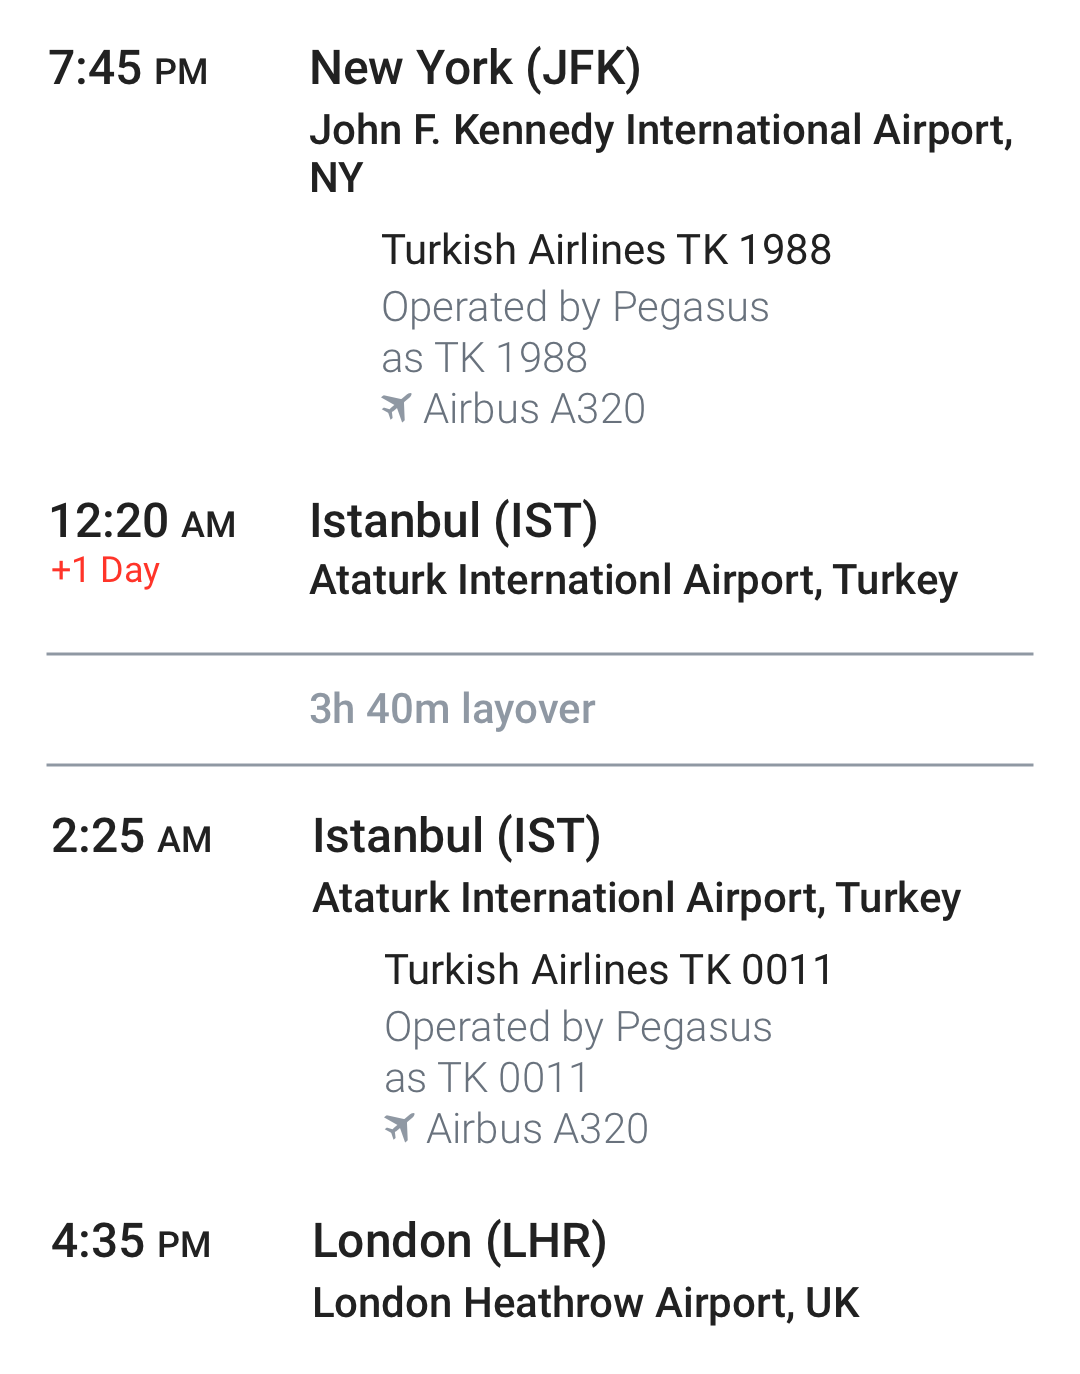 7:45 PM
New York (JFK)
John F. Kennedy International Airport,
NY
Turkish Airlines TK 1988
Operated by Pegasus
as TK 1988
Airbus A320
12:20 AM
+1 Day
Istanbul (IST)
Ataturk Internationl Airport, Turkey
3h 40m layover
2:25 AM
Istanbul (IST)
Ataturk Internationl Airport, Turkey
Turkish Airlines TK 0011
Operated by Pegasus
as TK 0011
Airbus A320
4:35 PM
London (LHR)
London Heathrow Airport, UK